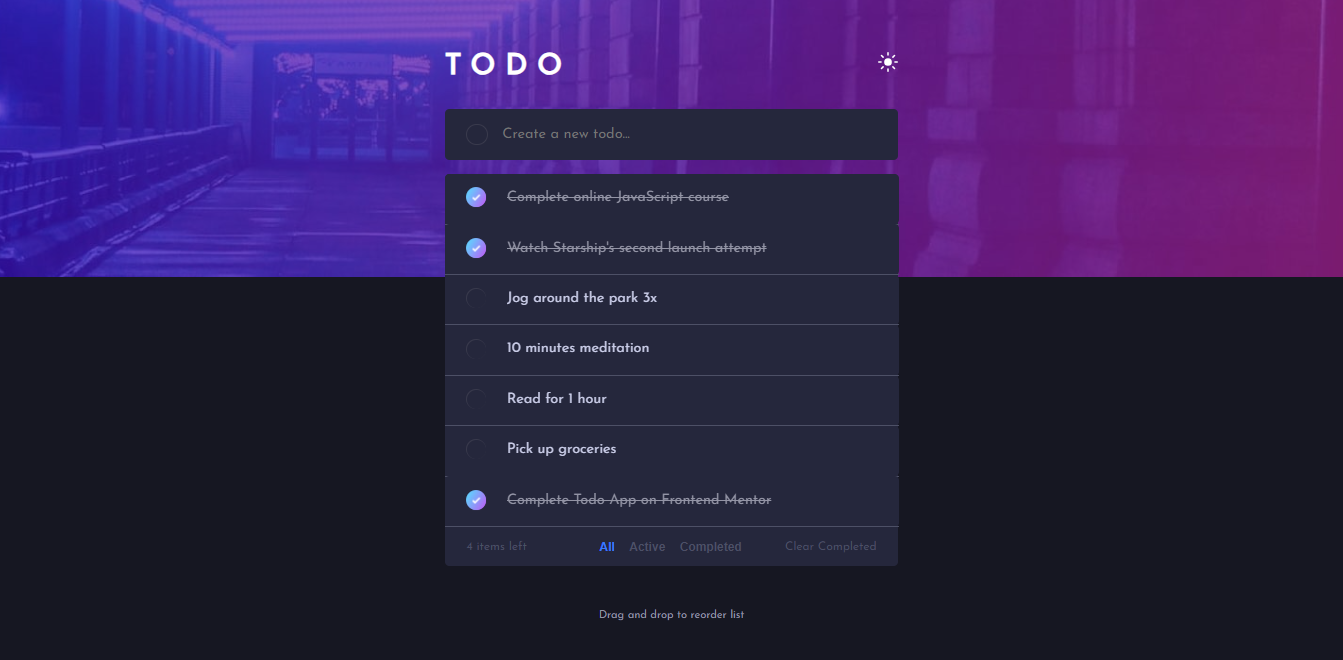 TODO
Create a new todo...
Complete online JavaScript course
Watch Starship's second launch attempt
Jog around the park 3x
10 minutes meditation
Read for 1 hour
Pick up groceries
Complete Todo App on Frontend Mentor
4 items left All Active Completed Clear Completed
Drag and drop to reorder list